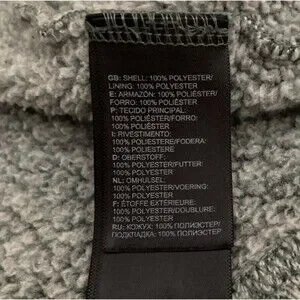 GB: SHELL: 100% POLYESTER/
LINING: 100% POLYESTER
E: ARMAZÓN: 100% POLIÉSTER/
FORRO: 100% POLIÉSTER
P: TECIDO PRINCIPAL:
100% POLIÉSTER/FORRO:
100% POLIÉSTER
I: RIVESTIMENTO:
100% POLIESTERE/FODERA:
100% POLIESTERE
D: OBERSTOFF:
100% POLYESTER/FUTTER:
100% POLYESTER
NL: OMHULSEL:
100% POLYESTER/VOERING:
100% POLYESTER
F: ÉTOFFE EXTÉRIEURE:
100% POLYESTER/DOUBLURE:
100% POLYESTER
RU: КОЖУХ: 100% ПОЛИЭСТЕР
ПОДКЛАДКА: 100% ПОЛИЭСТЕР